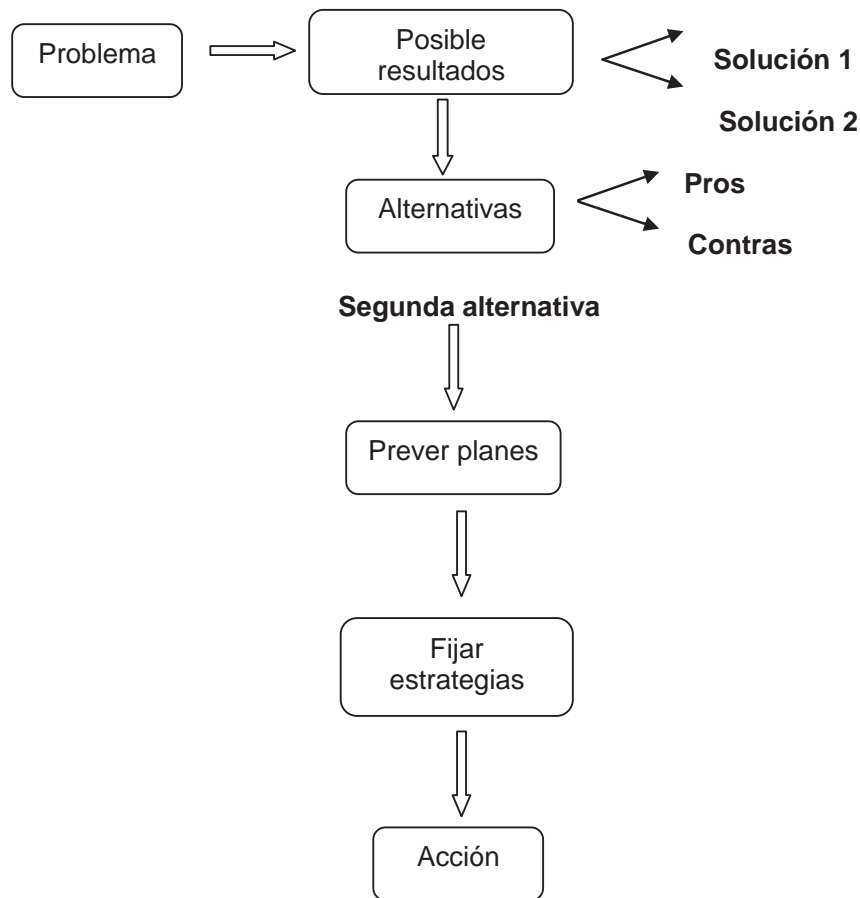 Problema
Posible
resultados
Solución 1
Solución 2
Alternativas
Pros
Contras
Segunda alternativa
Prever planes
Fijar
estrategias
Acción